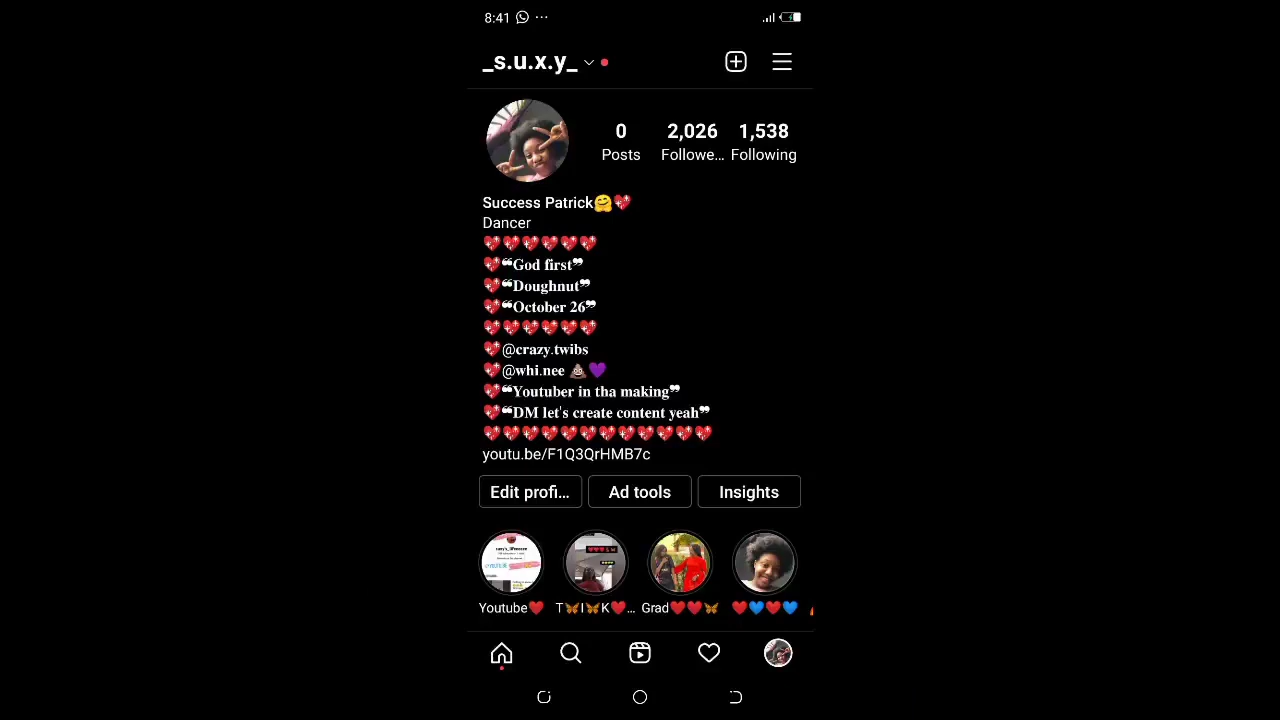 8:41
_s.u.x.y_
0
Posts
2,026
Followe...
1,538
Following
Success Patrick🤗💖
Dancer
💖💖💖💖💖💖
💖❝God first❞
💖❝Doughnut❞
💖❝October 26❞
💖💖💖💖💖💖
💖@crazy.twibs
💖@whi.nee 💩💜
💖❝Youtuber in tha making❞
💖❝DM let's create content yeah❞
💖💖💖💖💖💖💖💖💖💖💖💖
youtu.be/F1Q3QrHMB7c
Edit profi...
Ad tools
Insights
Youtube❤️
T🦋I🦋K❤️...
Grad❤️❤️🦋
❤️💙❤️💙